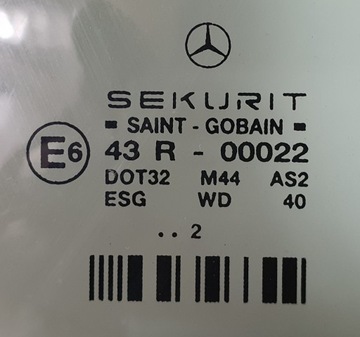 SEKURIT
SAINT - GOBAIN
E6 43 R - 00022
DOT32 M44 AS2
ESG WD 40
.. 2